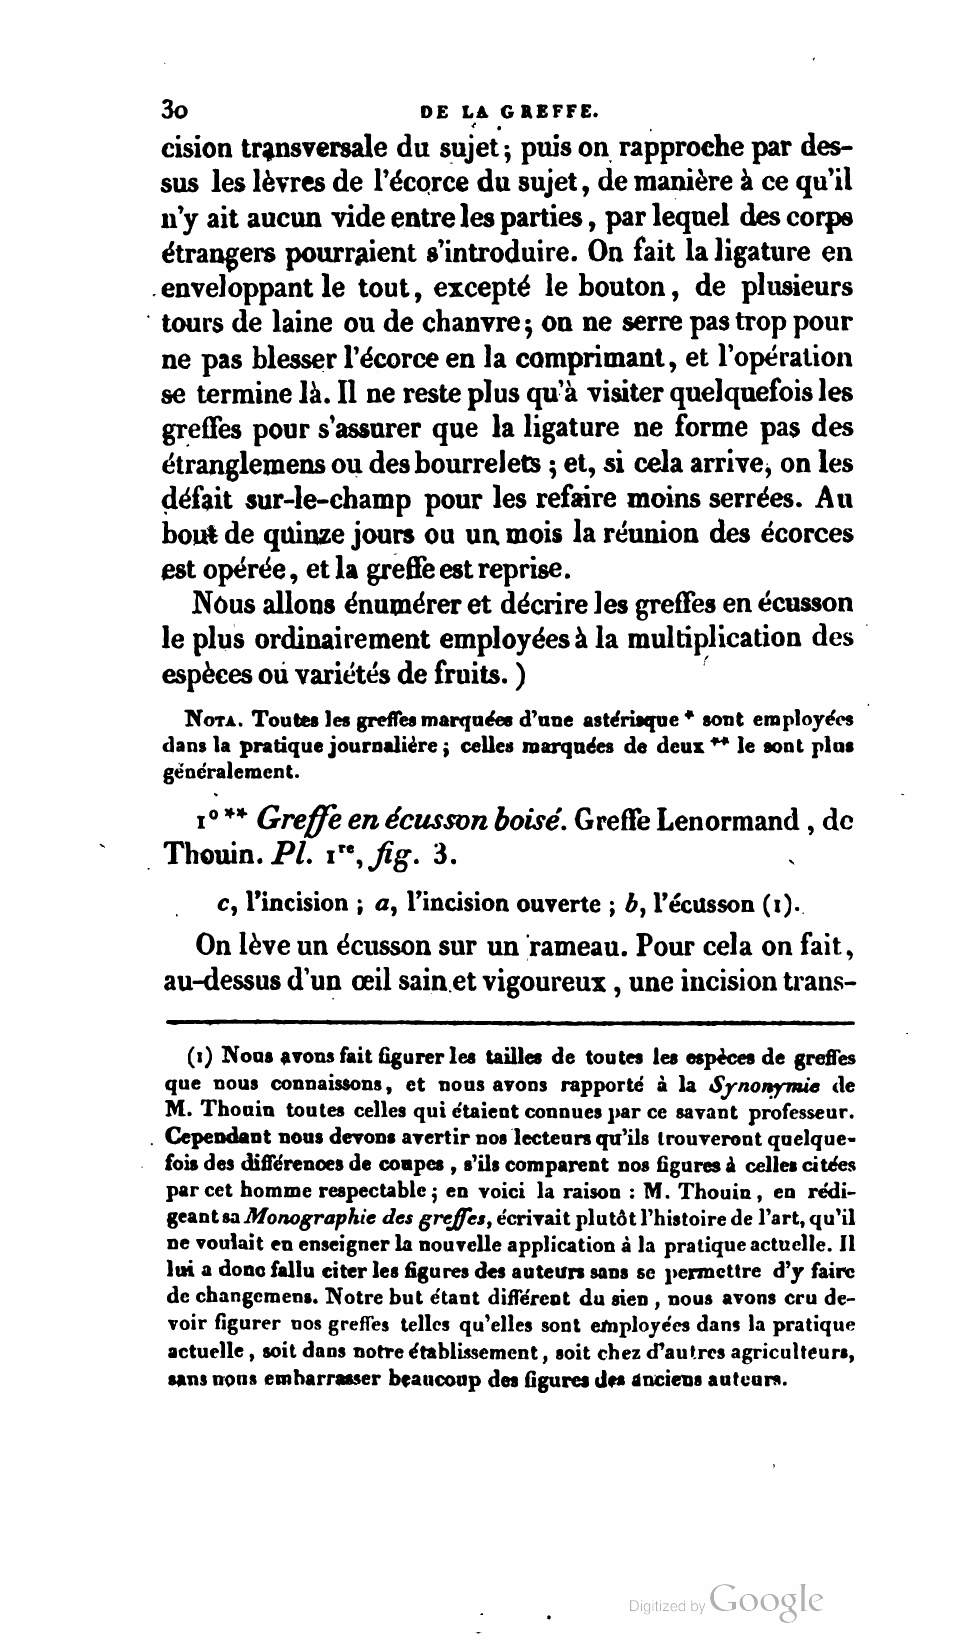 30 DE LA GREFFE.
cision transversale du sujet; puis on rapproche par des-
sus les lèvres de l'écorce du sujet, de manière à ce qu'il
n'y ait aucun vide entre les parties, par lequel des corps
étrangers pourraient s'introduire. On fait la ligature en
enveloppant le tout, excepté le bouton, de plusieurs
tours de laine ou de chanvre; on ne serre pas trop pour
ne pas blesser l'écorce en la comprimant, et l'opération
se termine là. Il ne reste plus qu'à visiter quelquefois les
greffes pour s'assurer que la ligature ne forme pas des
étranglemens ou des bourrelets; et, si cela arrive, on les
défait sur-le-champ pour les refaire moins serrées. Au
bout de quinze jours ou un mois la réunion des écorces
est opérée, et la greffe est reprise.
Nous allons énumérer et décrire les greffes en écusson
le plus ordinairement employées à la multiplication des
espèces ou variétés de fruits. )
NOTA. Toutes les greffes marquées d'une astérisque * sont employées
dans la pratique journalière; celles marquées de deux ** le sont plus
généralement.
1° ** Greffe en écusson boisé. Greffe Lenormand, de
Thouin. Pl. 1re, fig. 3.
c, l'incision; a, l'incision ouverte; b, l'écusson (1).
On lève un écusson sur un rameau. Pour cela on fait,
au-dessus d'un œil sain et vigoureux, une incision trans-
(1) Nous avons fait figurer les tailles de toutes les espèces de greffes
que nous connaissons, et nous avons rapporté à la Synonymie de
M. Thouin toutes celles qui étaient connues par ce savant professeur.
Cependant nous devons avertir nos lecteurs qu'ils trouveront quelque-
fois des différences de coupes, s'ils comparent nos figures à celles citées
par cet homme respectable; en voici la raison : M. Thouin, en rédi-
geant sa Monographie des greffes, écrivait plutôt l'histoire de l'art, qu'il
ne voulait en enseigner la nouvelle application à la pratique actuelle. Il
lui a donc fallu citer les figures des auteurs sans se permettre d'y faire
de changemens. Notre but étant différent du sien, nous avons cru de-
voir figurer nos greffes telles qu'elles sont employées dans la pratique
actuelle, soit dans notre établissement, soit chez d'autres agriculteurs,
sans nous embarrasser beaucoup des figures des anciens auteurs.
Digitized by Google